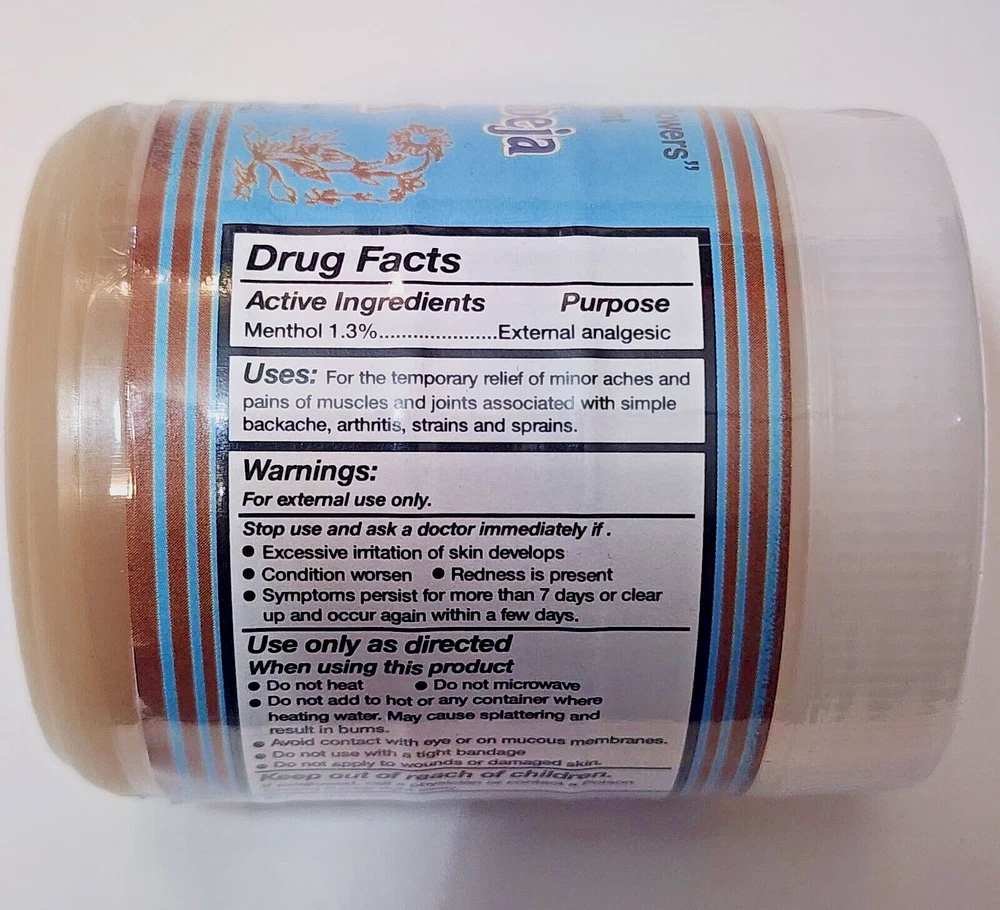 beja
owers"
Drug Facts
Active Ingredients Purpose
Menthol 1.3%......................External analgesic
Uses: For the temporary relief of minor aches and
pains of muscles and joints associated with simple
backache, arthritis, strains and sprains.
Warnings:
For external use only.
Stop use and ask a doctor immediately if .
● Excessive irritation of skin develops
● Condition worsen ● Redness is present
● Symptoms persist for more than 7 days or clear
up and occur again within a few days.
Use only as directed
When using this product
● Do not heat ● Do not microwave
● Do not add to hot or any container where
heating water. May cause splattering and
result in burns.
● Avoid contact with eye or on mucous membranes.
● Do not use with a tight bandage
● Do not apply to wounds or damaged skin.
Keep out of reach of children.
physician or contact a Poison